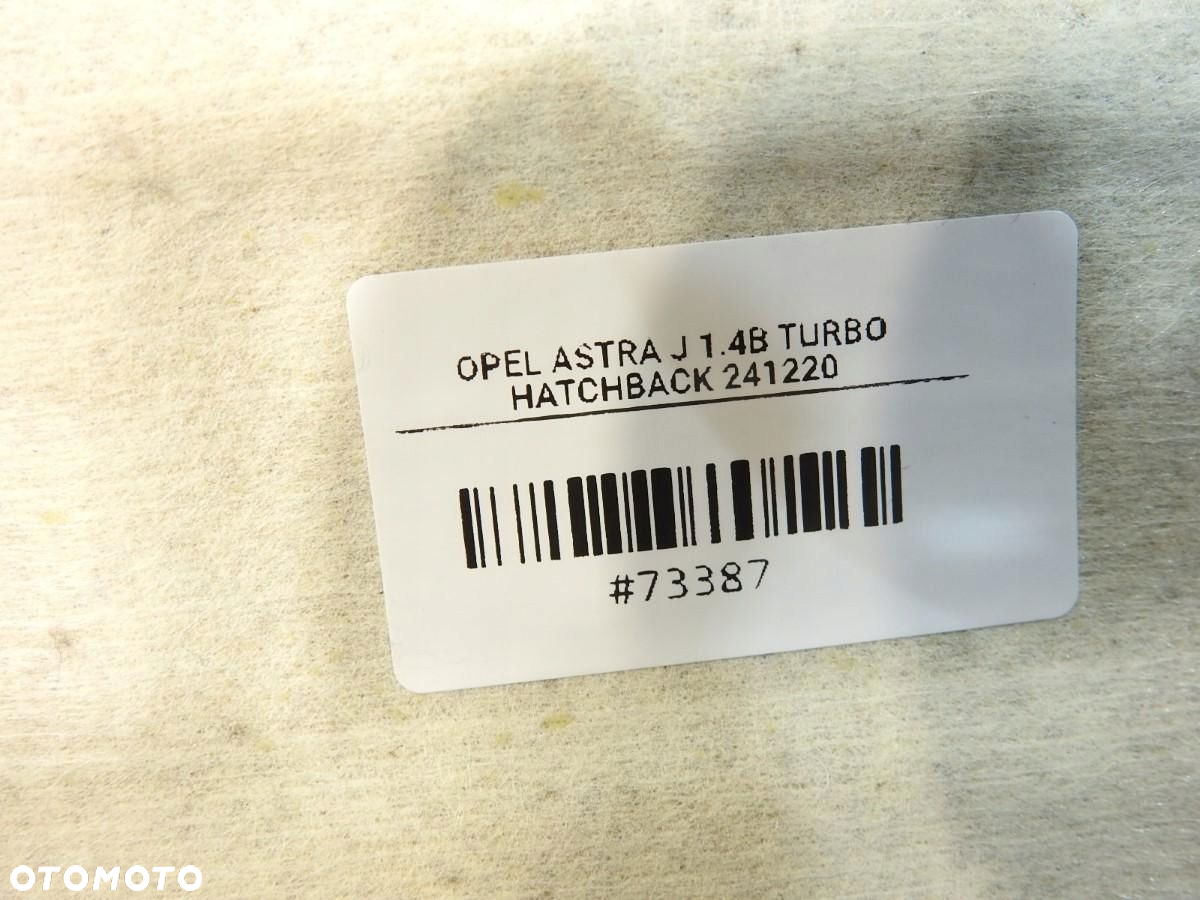 OPEL ASTRA J 1.4B TURBO
HATCHBACK 241220
#73387
OTOMOTO